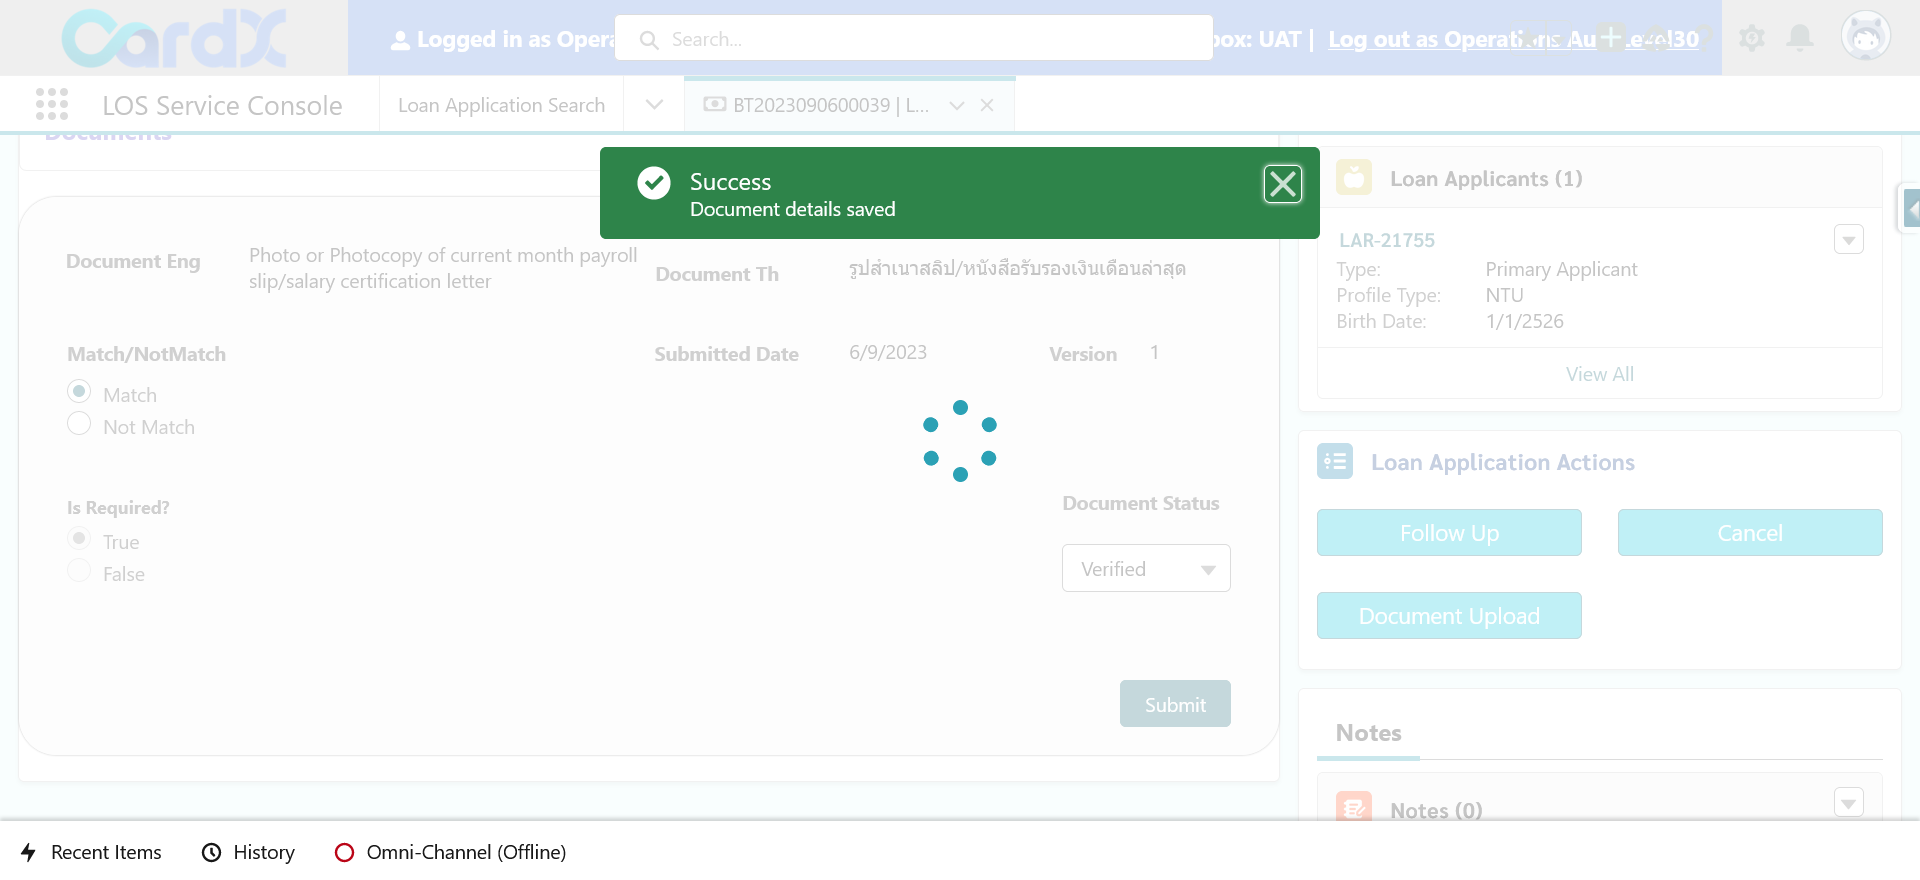 CardX
Logged in as Opera
Search...
box: UAT |
Log out as Operations
LOS Service Console
Loan Application Search
BT2023090600039 | L...
Documents
Success
Document details saved
Document Eng
Photo or Photocopy of current month payroll
slip/salary certification letter
Document Th
รูปสำเนาสลิป/หนังสือรับรองเงินเดือนล่าสุด
Match/NotMatch
Match
Not Match
Submitted Date
6/9/2023
Version
1
Is Required?
True
False
Document Status
Verified
Submit
Loan Applicants (1)
LAR-21755
Type:
Primary Applicant
Profile Type:
NTU
Birth Date:
1/1/2526
View All
Loan Application Actions
Follow Up
Cancel
Document Upload
Notes
Notes (0)
Recent Items
History
Omni-Channel (Offline)